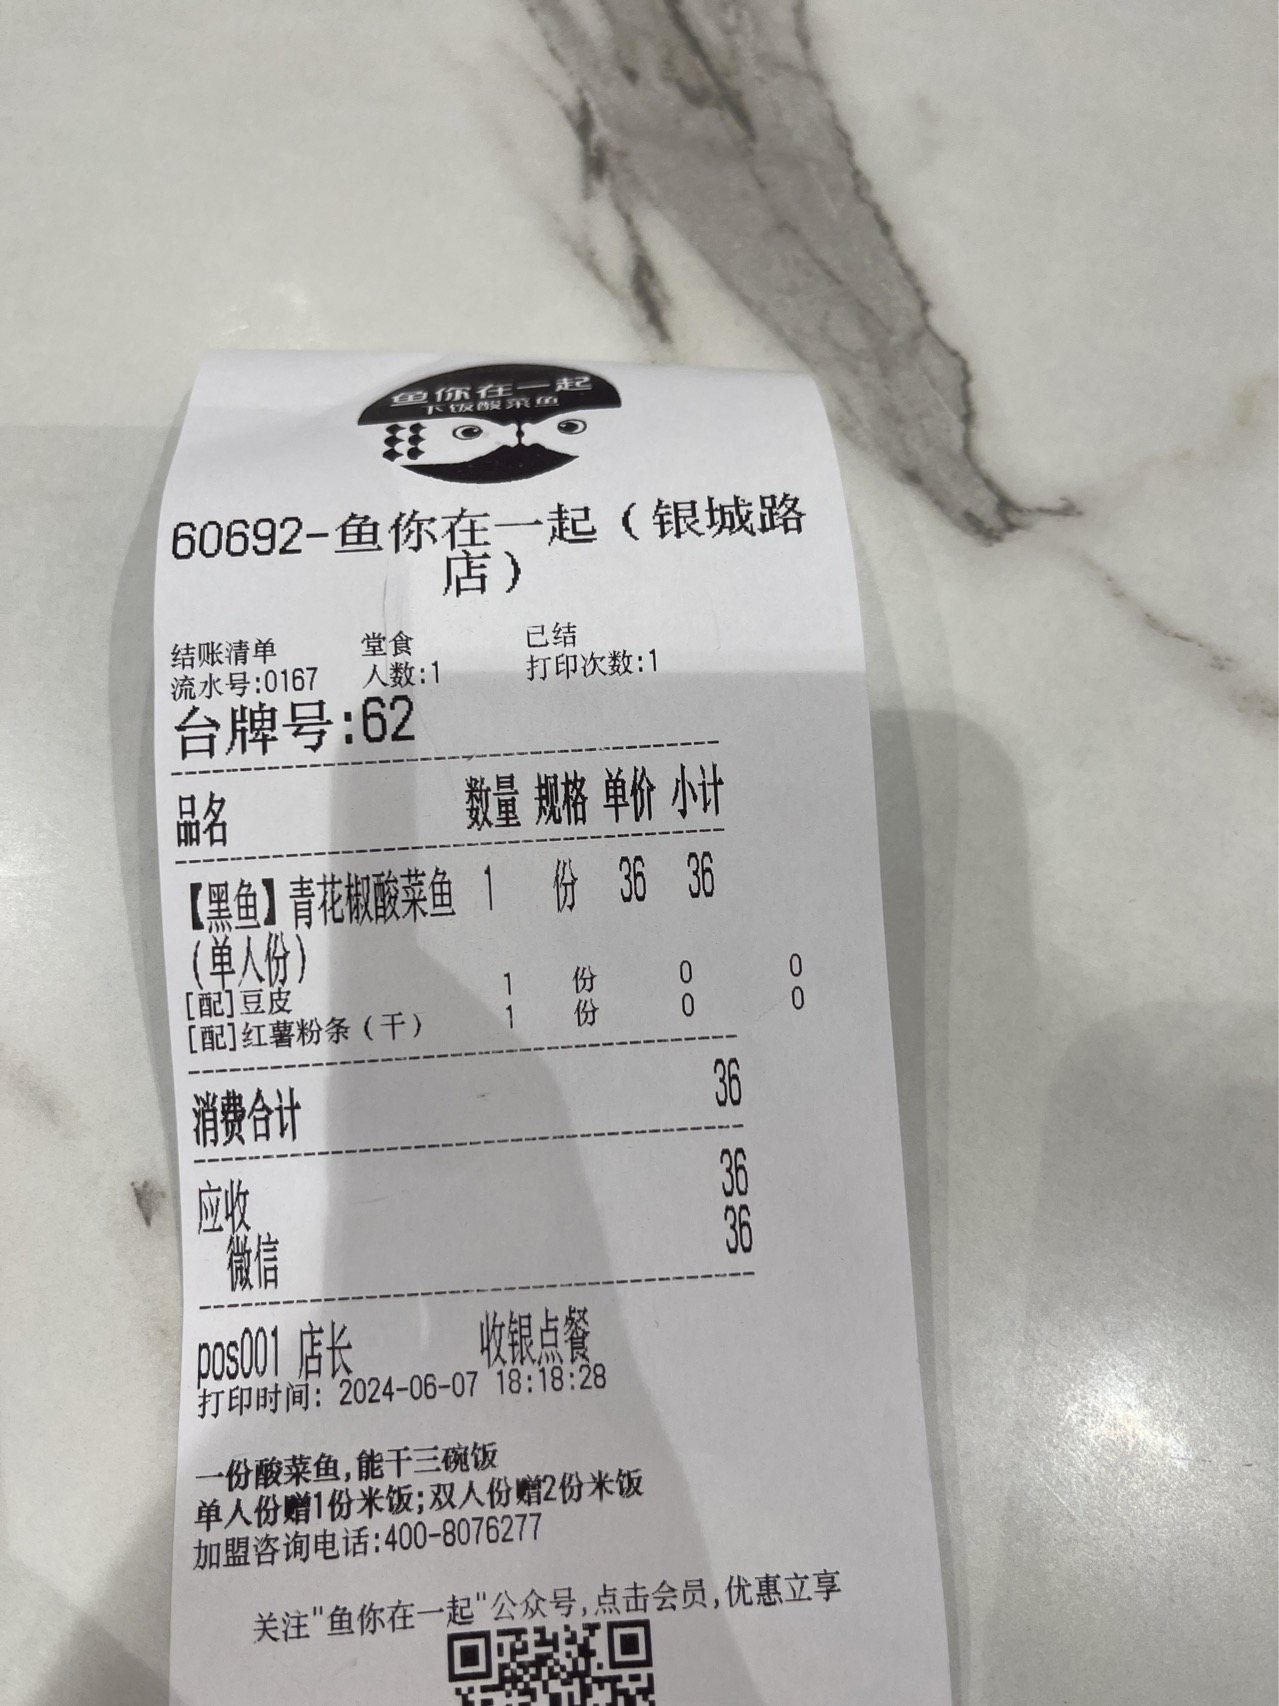 鱼你在一起
下饭酸菜鱼
60692-鱼你在一起（银城路
店）
结账清单 堂食 已结
流水号:0167 人数:1 打印次数:1
台牌号:62
品名 数量 规格 单价 小计
【黑鱼】青花椒酸菜鱼 1 份 36 36
（单人份）
[配]豆皮 1 份 0 0
[配]红薯粉条（干） 1 份 0 0
消费合计 36
应收 36
微信 36
pos001 店长 收银点餐
打印时间: 2024-06-07 18:18:28
一份酸菜鱼,能干三碗饭
单人份赠1份米饭;双人份赠2份米饭
加盟咨询电话:400-8076277
关注"鱼你在一起"公众号,点击会员,优惠立享